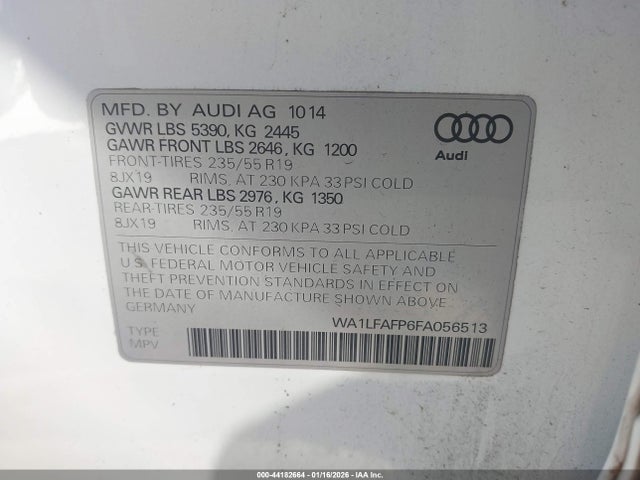 MFD. BY AUDI AG 1014
GVWR LBS 5390, KG 2445
GAWR FRONT LBS 2646, KG 1200
FRONT-TIRES 235/55 R19
8JX19 RIMS, AT 230 KPA 33 PSI COLD
GAWR REAR LBS 2976, KG 1350
REAR-TIRES 235/55 R19
8JX19 RIMS, AT 230 KPA 33 PSI COLD
Audi
THIS VEHICLE CONFORMS TO ALL APPLICABLE
U.S. FEDERAL MOTOR VEHICLE SAFETY AND
THEFT PREVENTION STANDARDS IN EFFECT ON
THE DATE OF MANUFACTURE SHOWN ABOVE
GERMANY
WA1LFAFP6FA056513
TYPE
MPV
000-44182664 - 01/16/2026 - IAA Inc.